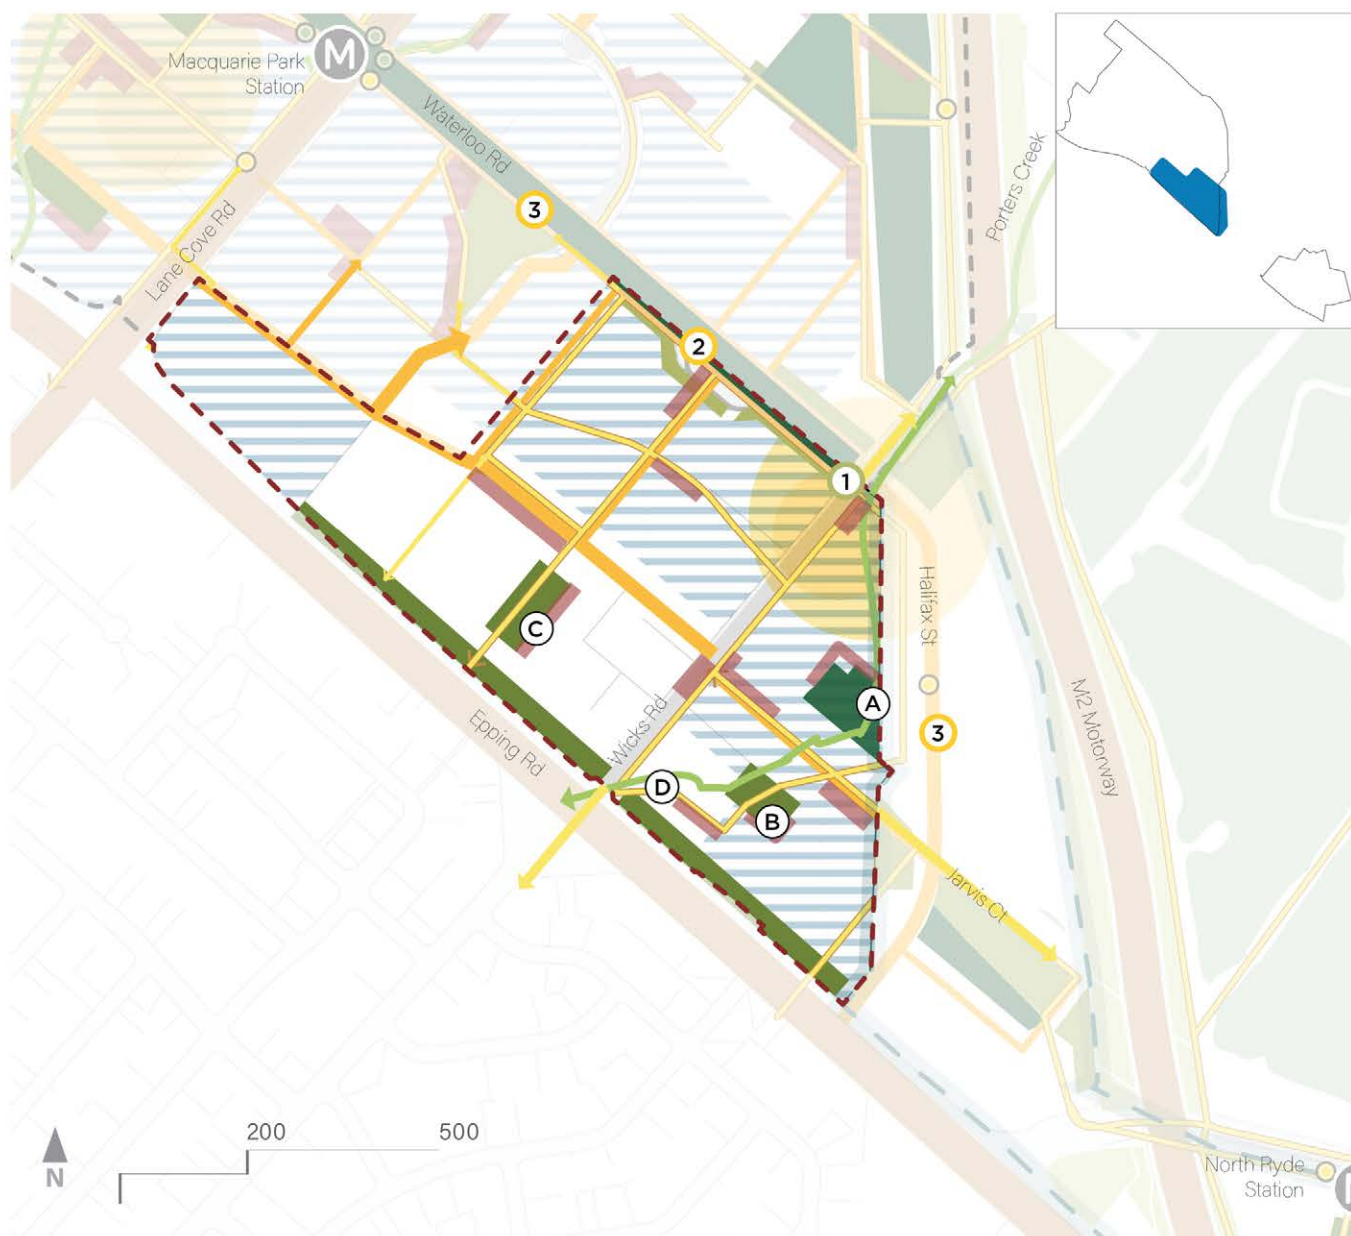 Macquarie Park
Station
M
Waterloo Rd
Porters Creek
Lane Cove Rd
3
2
1
Halifax St
C
A
M2 Motorway
Wicks Rd
Epping Rd
3
D
B
Jarvis Ct
200
500
N
North Ryde
Station